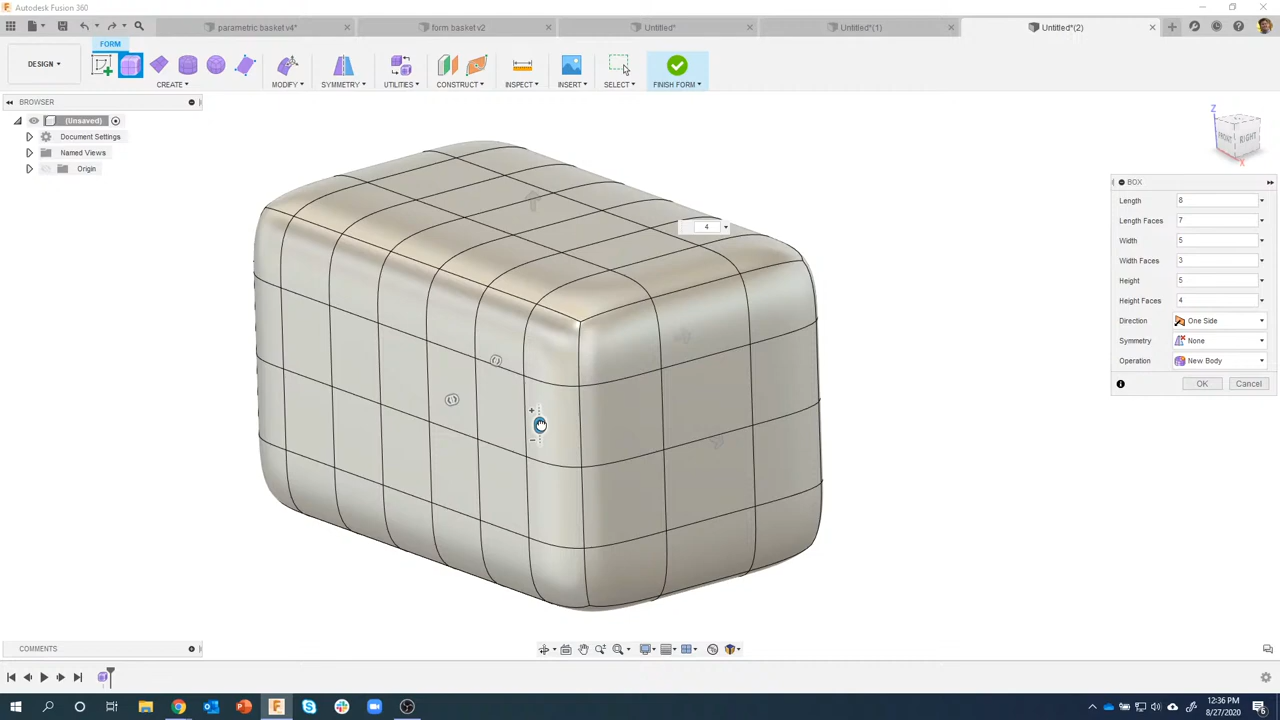 Autodesk Fusion 360
parametric basket v4*
form basket v2
Untitled*
Untitled*(1)
Untitled*(2)
FORM
DESIGN
CREATE
MODIFY
SYMMETRY
UTILITIES
CONSTRUCT
INSPECT
INSERT
SELECT
FINISH FORM
BROWSER
(Unsaved)
Document Settings
Named Views
Origin
Z
FRONT
RIGHT
X
4
BOX
Length 8
Length Faces 7
Width 5
Width Faces 3
Height 5
Height Faces 4
Direction One Side
Symmetry None
Operation New Body
OK Cancel
COMMENTS
12:36 PM
8/27/2020
6